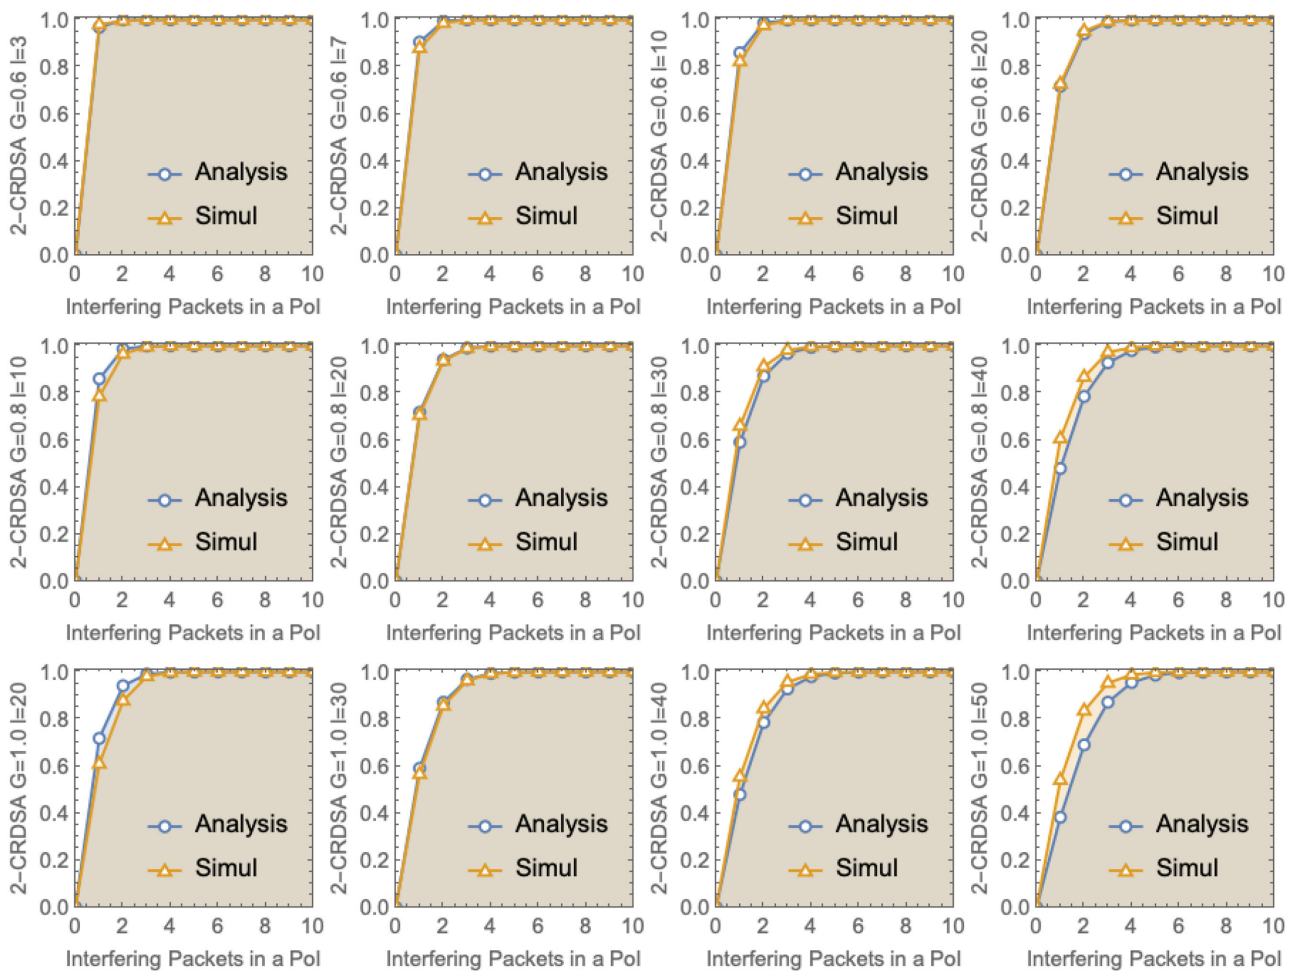 2−CRDSA G=0.6 I=3
1.0
0.8
0.6
0.4
0.2
0.0
0 2 4 6 8 10
Analysis
Simul
Interfering Packets in a PoI
2−CRDSA G=0.6 I=7
1.0
0.8
0.6
0.4
0.2
0.0
0 2 4 6 8 10
Analysis
Simul
Interfering Packets in a PoI
2−CRDSA G=0.6 I=10
1.0
0.8
0.6
0.4
0.2
0.0
0 2 4 6 8 10
Analysis
Simul
Interfering Packets in a PoI
2−CRDSA G=0.6 I=20
1.0
0.8
0.6
0.4
0.2
0.0
0 2 4 6 8 10
Analysis
Simul
Interfering Packets in a PoI
2−CRDSA G=0.8 I=10
1.0
0.8
0.6
0.4
0.2
0.0
0 2 4 6 8 10
Analysis
Simul
Interfering Packets in a PoI
2−CRDSA G=0.8 I=20
1.0
0.8
0.6
0.4
0.2
0.0
0 2 4 6 8 10
Analysis
Simul
Interfering Packets in a PoI
2−CRDSA G=0.8 I=30
1.0
0.8
0.6
0.4
0.2
0.0
0 2 4 6 8 10
Analysis
Simul
Interfering Packets in a PoI
2−CRDSA G=0.8 I=40
1.0
0.8
0.6
0.4
0.2
0.0
0 2 4 6 8 10
Analysis
Simul
Interfering Packets in a PoI
2−CRDSA G=1.0 I=20
1.0
0.8
0.6
0.4
0.2
0.0
0 2 4 6 8 10
Analysis
Simul
Interfering Packets in a PoI
2−CRDSA G=1.0 I=30
1.0
0.8
0.6
0.4
0.2
0.0
0 2 4 6 8 10
Analysis
Simul
Interfering Packets in a PoI
2−CRDSA G=1.0 I=40
1.0
0.8
0.6
0.4
0.2
0.0
0 2 4 6 8 10
Analysis
Simul
Interfering Packets in a PoI
2−CRDSA G=1.0 I=50
1.0
0.8
0.6
0.4
0.2
0.0
0 2 4 6 8 10
Analysis
Simul
Interfering Packets in a PoI